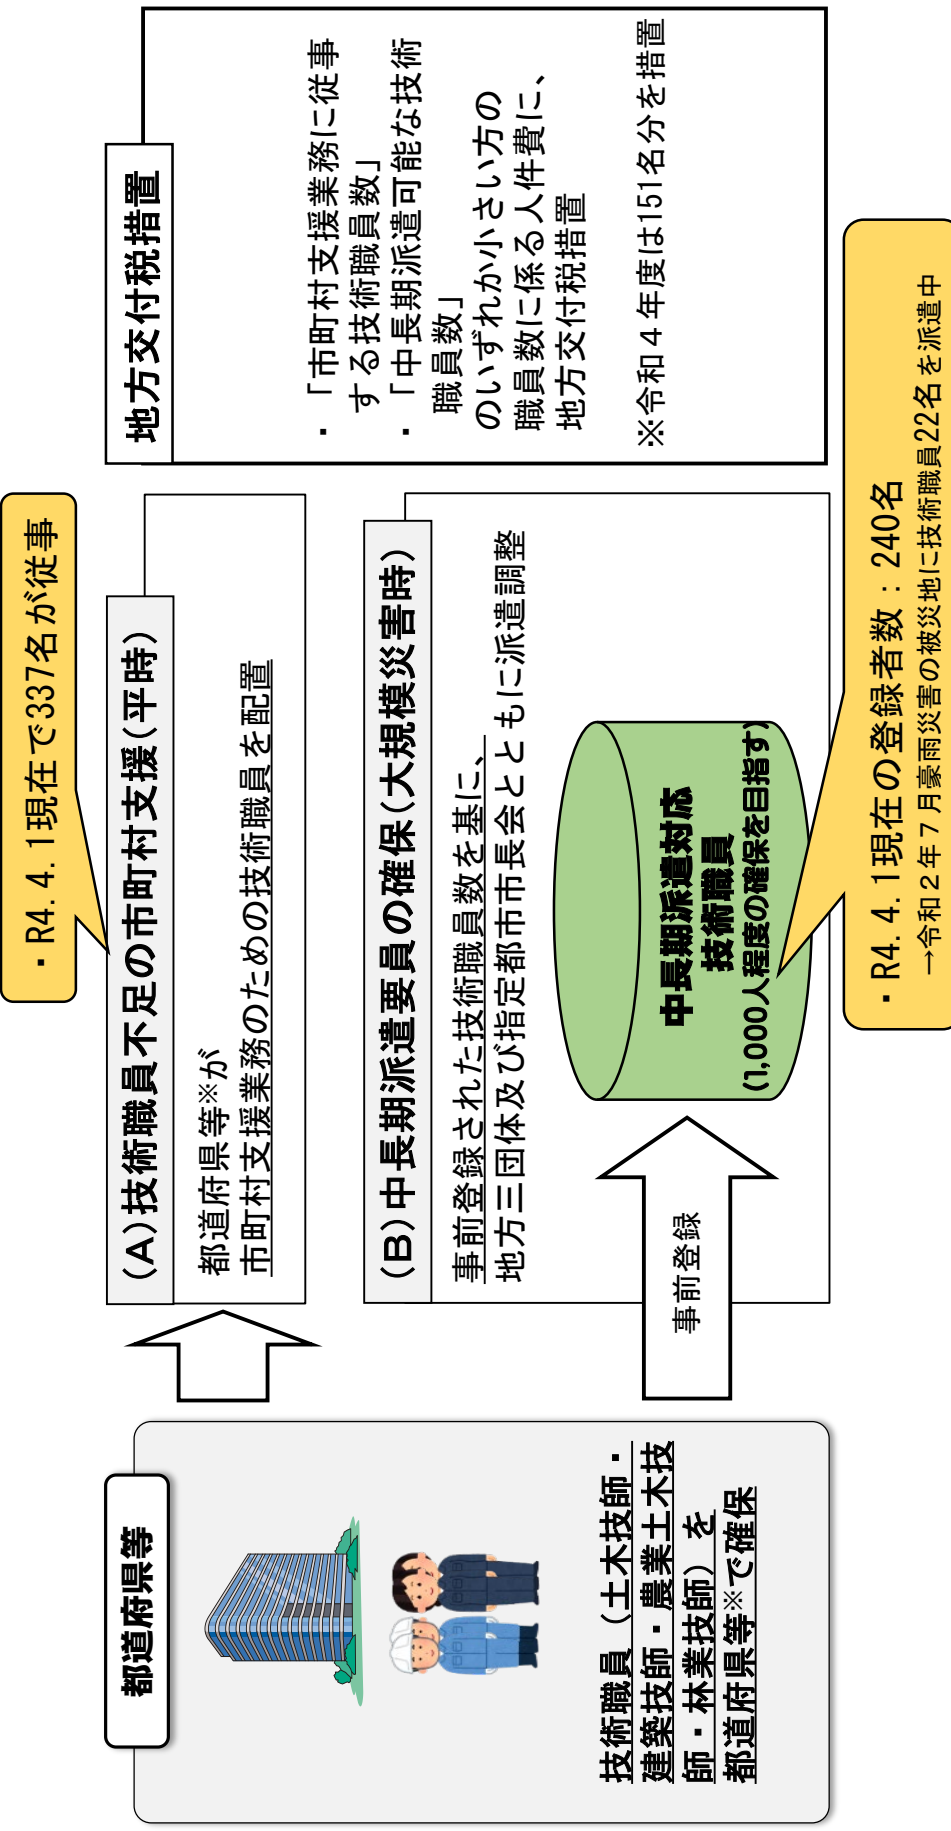 都道府県等
技術職員（土木技師・
建築技師・農業土木技
師・林業技師）を
都道府県等※で確保
・R4.4.1現在で337名が従事
（A）技術職員不足の市町村支援（平時）
都道府県等※が
市町村支援業務のための技術職員を配置
（B）中長期派遣要員の確保（大規模災害時）
事前登録された技術職員数を基に、
地方三団体及び指定都市市長会とともに派遣調整
事前登録
中長期派遣対応
技術職員
（1,000人程度の確保を目指す）
・R4.4.1現在の登録者数：240名
→令和２年７月豪雨災害の被災地に技術職員22名を派遣中
地方交付税措置
・「市町村支援業務に従事
する技術職員数」
・「中長期派遣可能な技術
職員数」
のいずれか小さい方の
職員数に係る人件費に、
地方交付税措置
※令和４年度は151名分を措置